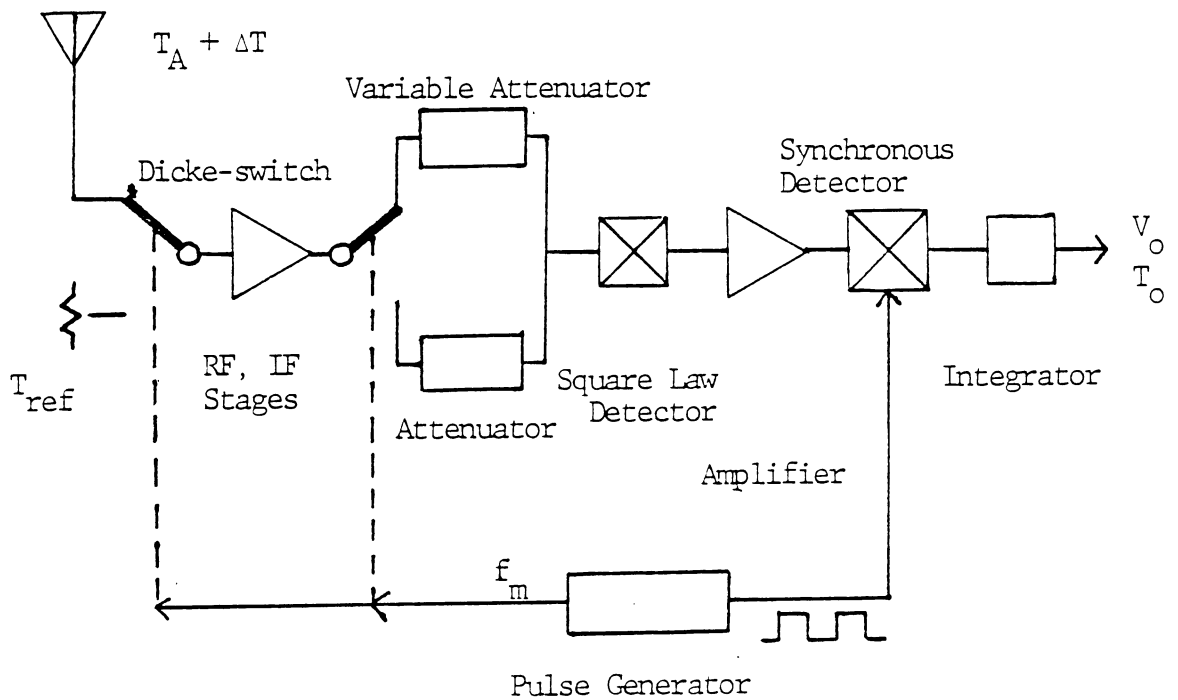 T_A + ΔT
Variable Attenuator
Dicke-switch
Synchronous
Detector
V_o
T_o
T_ref
RF, IF
Stages
Attenuator
Square Law
Detector
Integrator
Amplifier
f_m
Pulse Generator